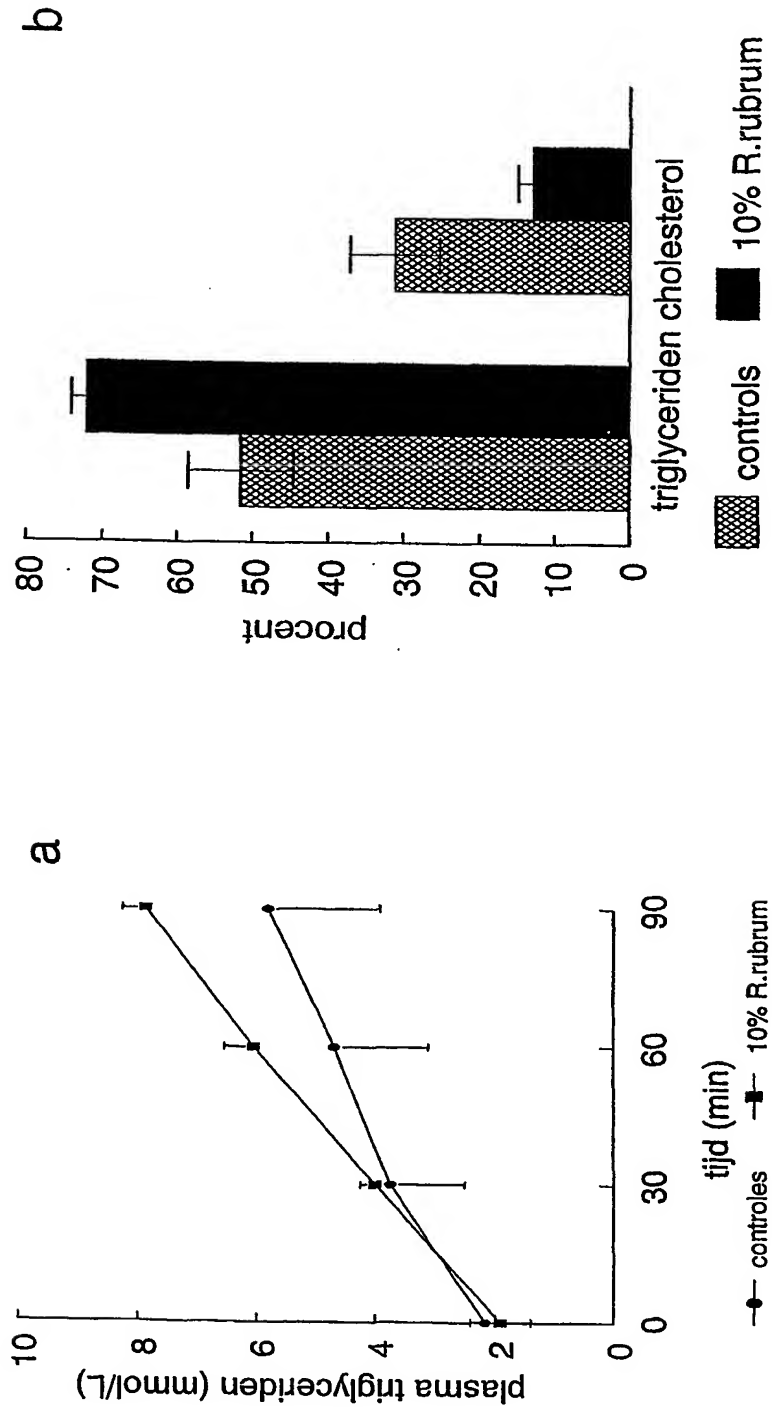 a
plasma triglyceriden (mmol/L)
10
8
6
4
2
0
0 30 60 90
tijd (min)
controles 10% R.rubrum
b
procent
80
70
60
50
40
30
20
10
0
triglyceriden cholesterol
controls 10% R.rubrum